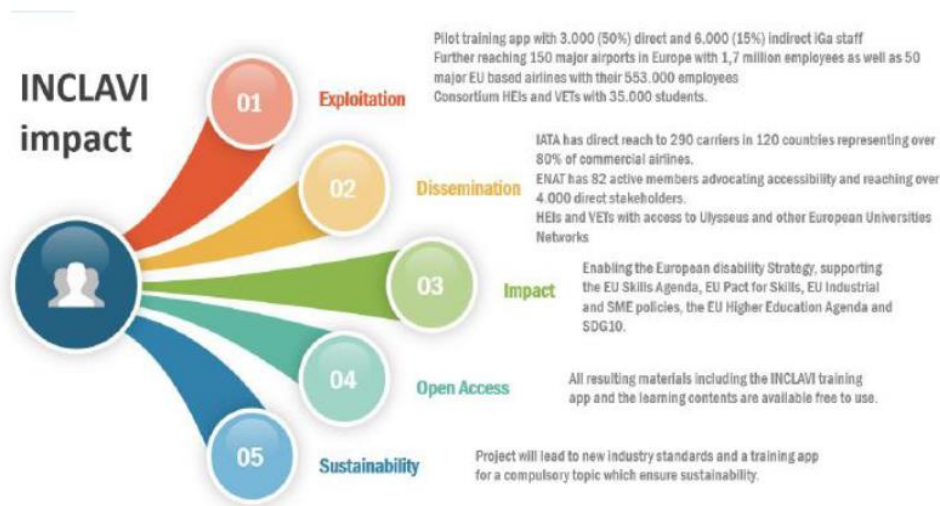 INCLAVI
impact
01
Exploitation
Pilot training app with 3.000 (50%) direct and 6.000 (15%) indirect iGa staff
Further reaching 150 major airports in Europe with 1,7 million employees as well as 50
major EU based airlines with their 553.000 employees
Consortium HEIs and VETs with 35.000 students.
02
Dissemination
IATA has direct reach to 290 carriers in 120 countries representing over
80% of commercial airlines.
ENAT has 82 active members advocating accessibility and reaching over
4.000 direct stakeholders.
HEIs and VETs with access to Ulysseus and other European Universities
Networks
03
Impact
Enabling the European disability Strategy, supporting
the EU Skills Agenda, EU Pact for Skills, EU Industrial
and SME policies, the EU Higher Education Agenda and
SDG10.
04
Open Access
All resulting materials including the INCLAVI training
app and the learning contents are available free to use.
05
Sustainability
Project will lead to new industry standards and a training app
for a compulsory topic which ensure sustainability.